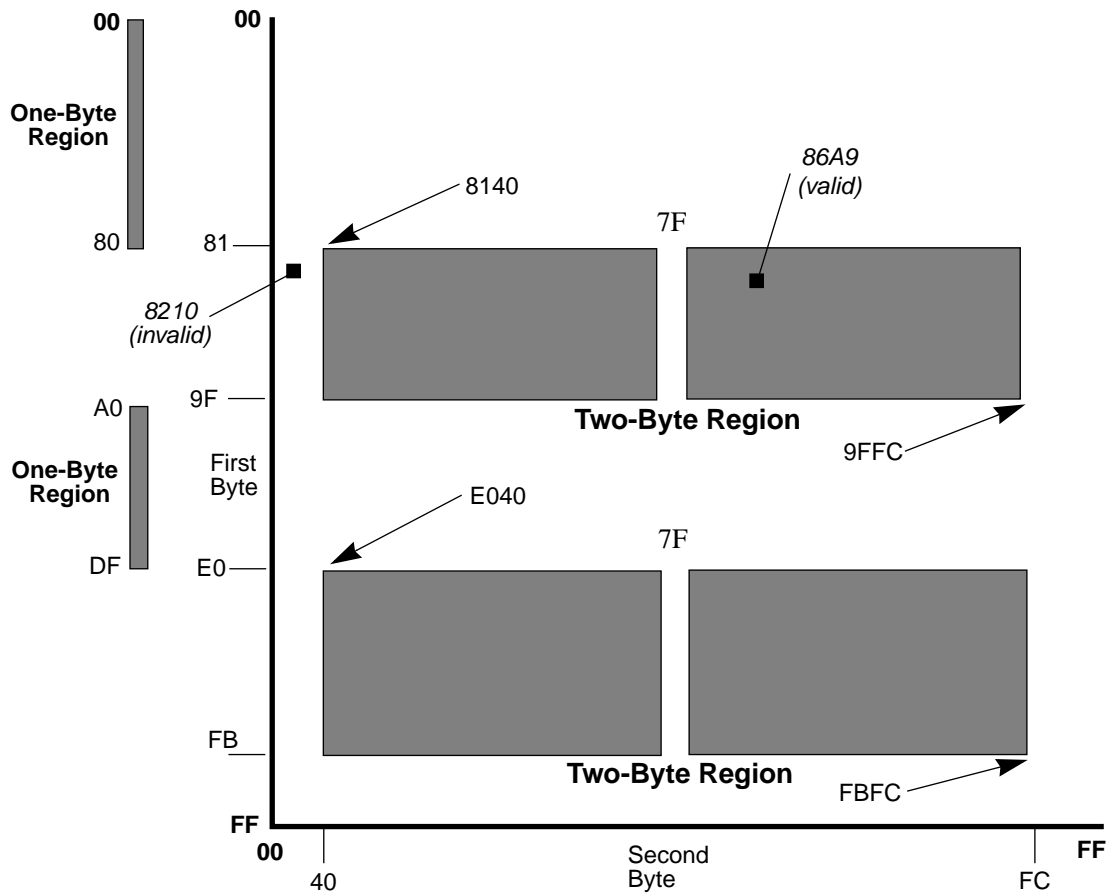 00
00
One-Byte
Region
86A9
(valid)
8140
7F
80
81
8210
(invalid)
9F
A0
Two-Byte Region
9FFC
One-Byte
Region
First
Byte
E040
7F
DF
E0
FB
Two-Byte Region
FBFC
FF
00
Second
Byte
FF
40
FC